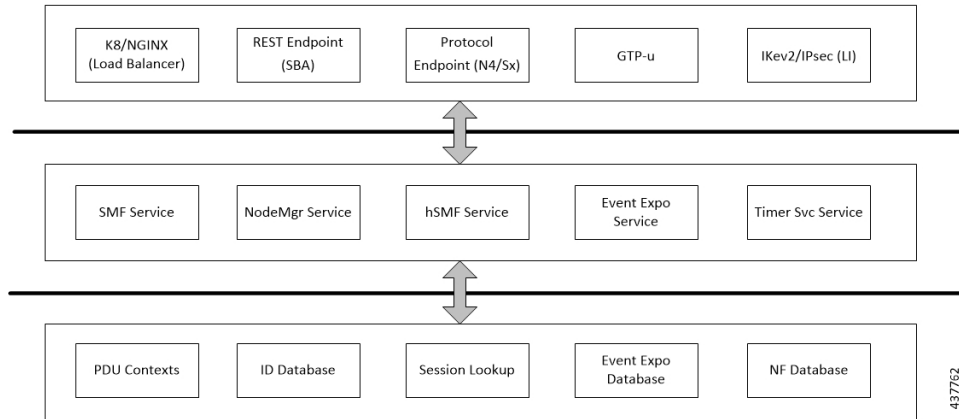 K8/NGINX
(Load Balancer)
REST Endpoint
(SBA)
Protocol
Endpoint (N4/Sx)
GTP-u
IKev2/IPsec (LI)
SMF Service
NodeMgr Service
hSMF Service
Event Expo
Service
Timer Svc Service
PDU Contexts
ID Database
Session Lookup
Event Expo
Database
NF Database
437762